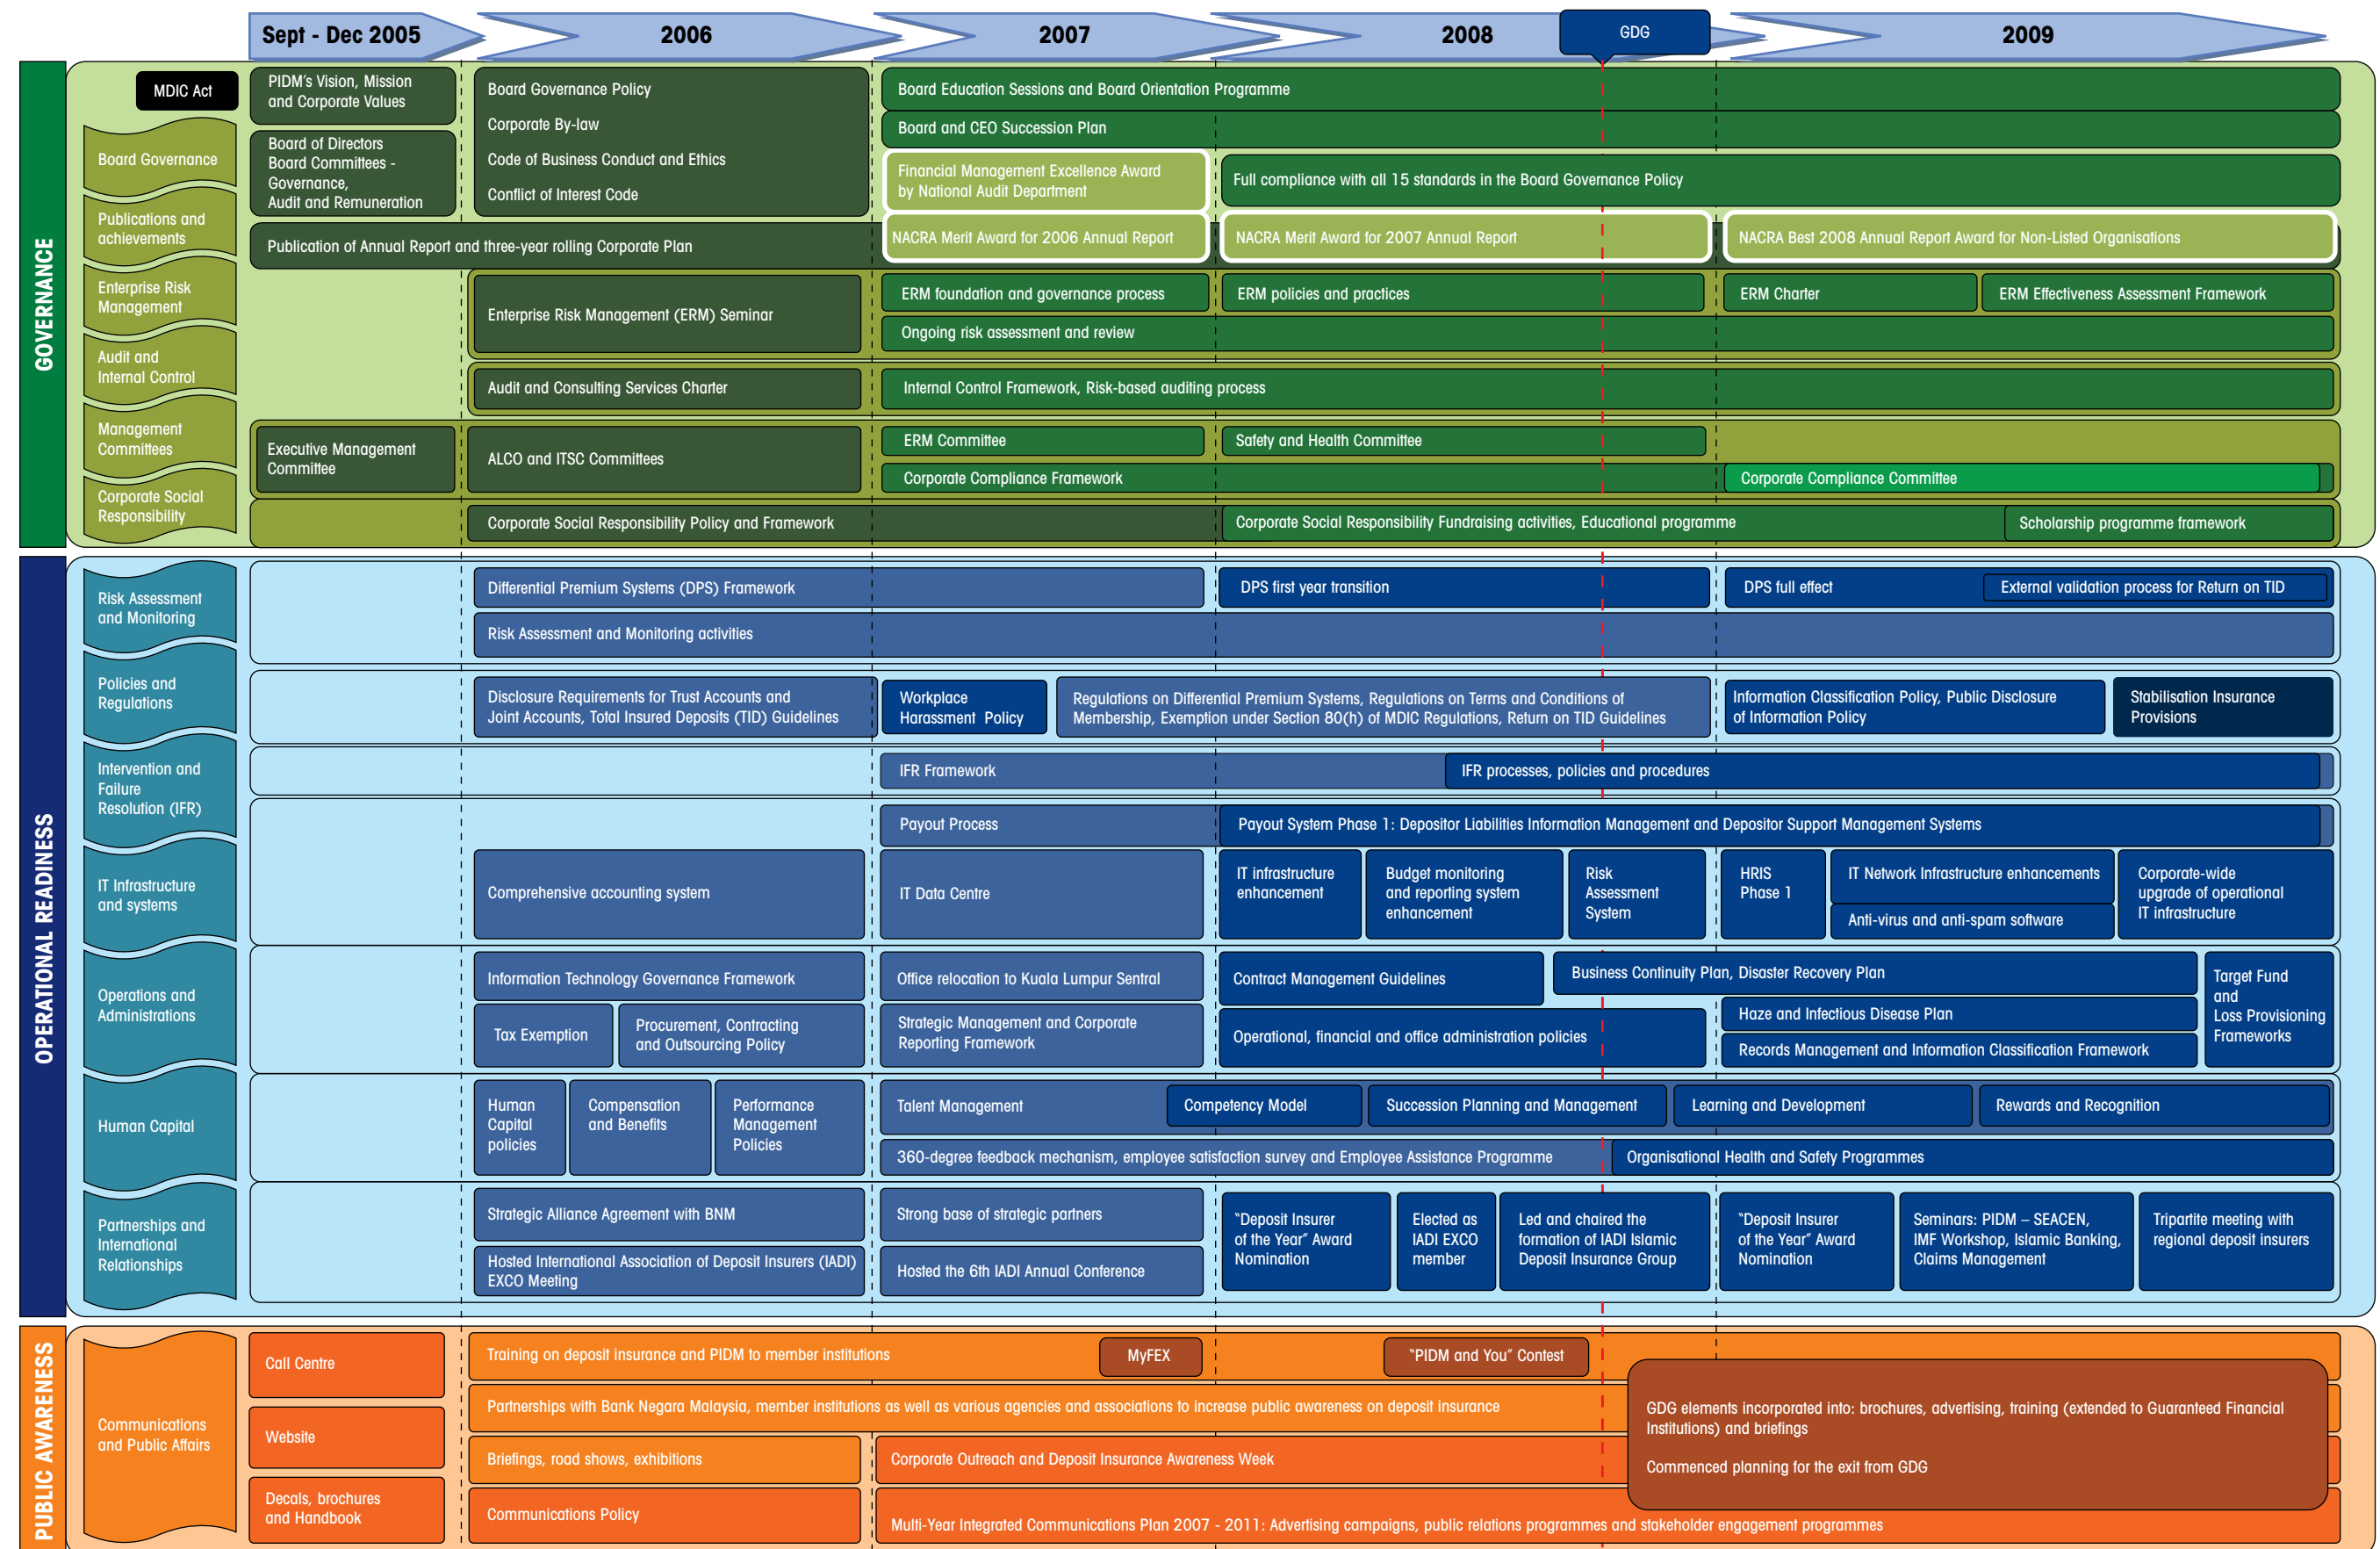 Sept - Dec 2005
2006
2007
2008
GDG
2009
GOVERNANCE
MDIC Act
Board Governance
Publications and
achievements
Enterprise Risk
Management
Audit and
Internal Control
Management
Committees
Corporate Social
Responsibility
PIDM's Vision, Mission
and Corporate Values
Board of Directors
Board Committees -
Governance,
Audit and Remuneration
Board Governance Policy
Corporate By-law
Code of Business Conduct and Ethics
Conflict of Interest Code
Board Education Sessions and Board Orientation Programme
Board and CEO Succession Plan
Financial Management Excellence Award
by National Audit Department
Full compliance with all 15 standards in the Board Governance Policy
Publication of Annual Report and three-year rolling Corporate Plan
NACRA Merit Award for 2006 Annual Report
NACRA Merit Award for 2007 Annual Report
NACRA Best 2008 Annual Report Award for Non-Listed Organisations
Enterprise Risk Management (ERM) Seminar
ERM foundation and governance process
ERM policies and practices
ERM Charter
ERM Effectiveness Assessment Framework
Ongoing risk assessment and review
Audit and Consulting Services Charter
Internal Control Framework, Risk-based auditing process
Executive Management
Committee
ALCO and ITSC Committees
ERM Committee
Safety and Health Committee
Corporate Compliance Framework
Corporate Compliance Committee
Corporate Social Responsibility Policy and Framework
Corporate Social Responsibility Fundraising activities, Educational programme
Scholarship programme framework
OPERATIONAL READINESS
Risk Assessment
and Monitoring
Policies and
Regulations
Intervention and
Failure
Resolution (IFR)
IT Infrastructure
and systems
Operations and
Administrations
Human Capital
Partnerships and
International
Relationships
Differential Premium Systems (DPS) Framework
DPS first year transition
DPS full effect
External validation process for Return on TID
Risk Assessment and Monitoring activities
Disclosure Requirements for Trust Accounts and
Joint Accounts, Total Insured Deposits (TID) Guidelines
Workplace
Harassment Policy
Regulations on Differential Premium Systems, Regulations on Terms and Conditions of
Membership, Exemption under Section 80(h) of MDIC Regulations, Return on TID Guidelines
Information Classification Policy, Public Disclosure
of Information Policy
Stabilisation Insurance
Provisions
IFR Framework
IFR processes, policies and procedures
Payout Process
Payout System Phase 1: Depositor Liabilities Information Management and Depositor Support Management Systems
Comprehensive accounting system
IT Data Centre
IT infrastructure
enhancement
Budget monitoring
and reporting system
enhancement
Risk
Assessment
System
HRIS
Phase 1
IT Network Infrastructure enhancements
Anti-virus and anti-spam software
Corporate-wide
upgrade of operational
IT infrastructure
Information Technology Governance Framework
Tax Exemption
Procurement, Contracting
and Outsourcing Policy
Office relocation to Kuala Lumpur Sentral
Strategic Management and Corporate
Reporting Framework
Contract Management Guidelines
Operational, financial and office administration policies
Business Continuity Plan, Disaster Recovery Plan
Haze and Infectious Disease Plan
Records Management and Information Classification Framework
Target Fund
and
Loss Provisioning
Frameworks
Human
Capital
policies
Compensation
and Benefits
Performance
Management
Policies
Talent Management
Competency Model
Succession Planning and Management
Learning and Development
Rewards and Recognition
360-degree feedback mechanism, employee satisfaction survey and Employee Assistance Programme
Organisational Health and Safety Programmes
Strategic Alliance Agreement with BNM
Hosted International Association of Deposit Insurers (IADI)
EXCO Meeting
Strong base of strategic partners
Hosted the 6th IADI Annual Conference
"Deposit Insurer
of the Year" Award
Nomination
Elected as
IADI EXCO
member
Led and chaired the
formation of IADI Islamic
Deposit Insurance Group
"Deposit Insurer
of the Year" Award
Nomination
Seminars: PIDM – SEACEN,
IMF Workshop, Islamic Banking,
Claims Management
Tripartite meeting with
regional deposit insurers
PUBLIC AWARENESS
Communications
and Public Affairs
Call Centre
Website
Decals, brochures
and Handbook
Training on deposit insurance and PIDM to member institutions
MyFEX
"PIDM and You" Contest
Partnerships with Bank Negara Malaysia, member institutions as well as various agencies and associations to increase public awareness on deposit insurance
Briefings, road shows, exhibitions
Corporate Outreach and Deposit Insurance Awareness Week
Communications Policy
Multi-Year Integrated Communications Plan 2007 - 2011: Advertising campaigns, public relations programmes and stakeholder engagement programmes
GDG elements incorporated into: brochures, advertising, training (extended to Guaranteed Financial
Institutions) and briefings
Commenced planning for the exit from GDG